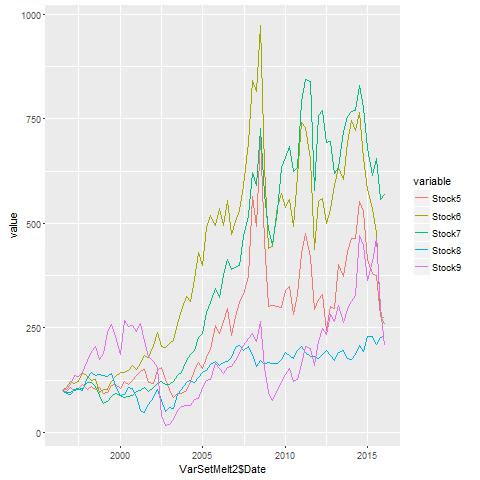 1000
750
500
250
0
value
2000
2005
2010
2015
VarSetMelt2$Date
variable
Stock5
Stock6
Stock7
Stock8
Stock9